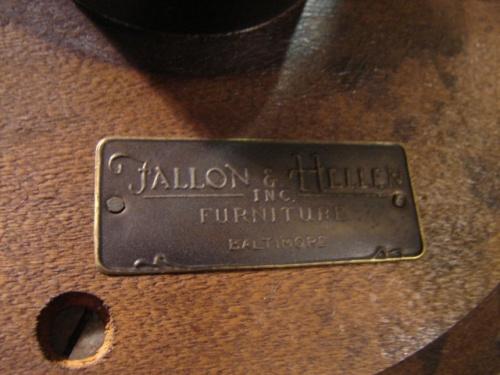 Fallon & Hellen
INC.
FURNITURE
BALTIMORE